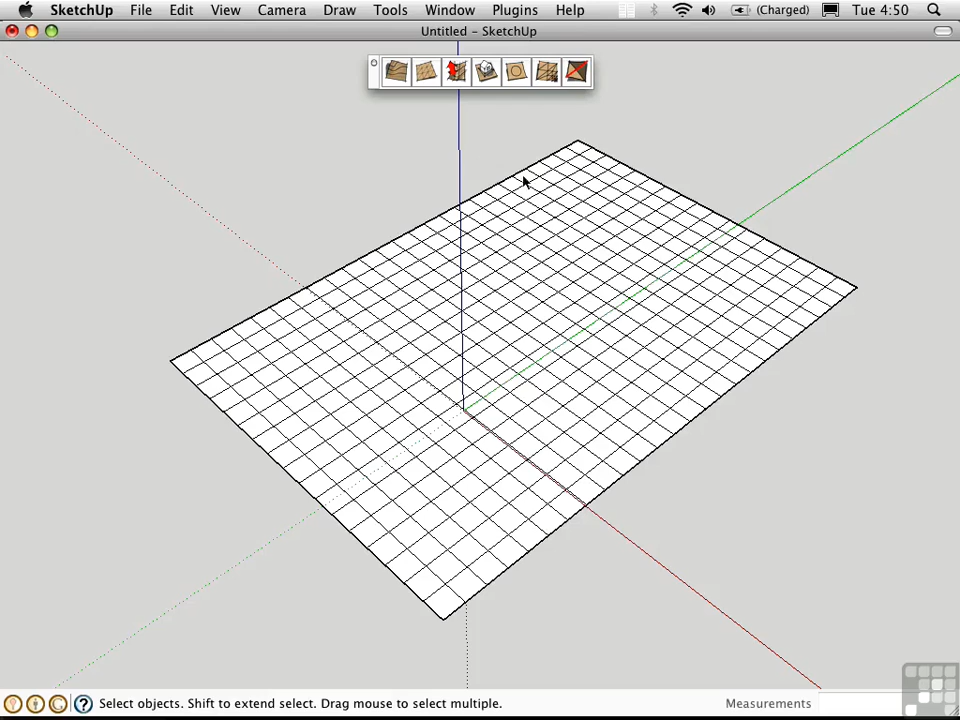 SketchUp File Edit View Camera Draw Tools Window Plugins Help (Charged) Tue 4:50
Untitled - SketchUp
Select objects. Shift to extend select. Drag mouse to select multiple. Measurements